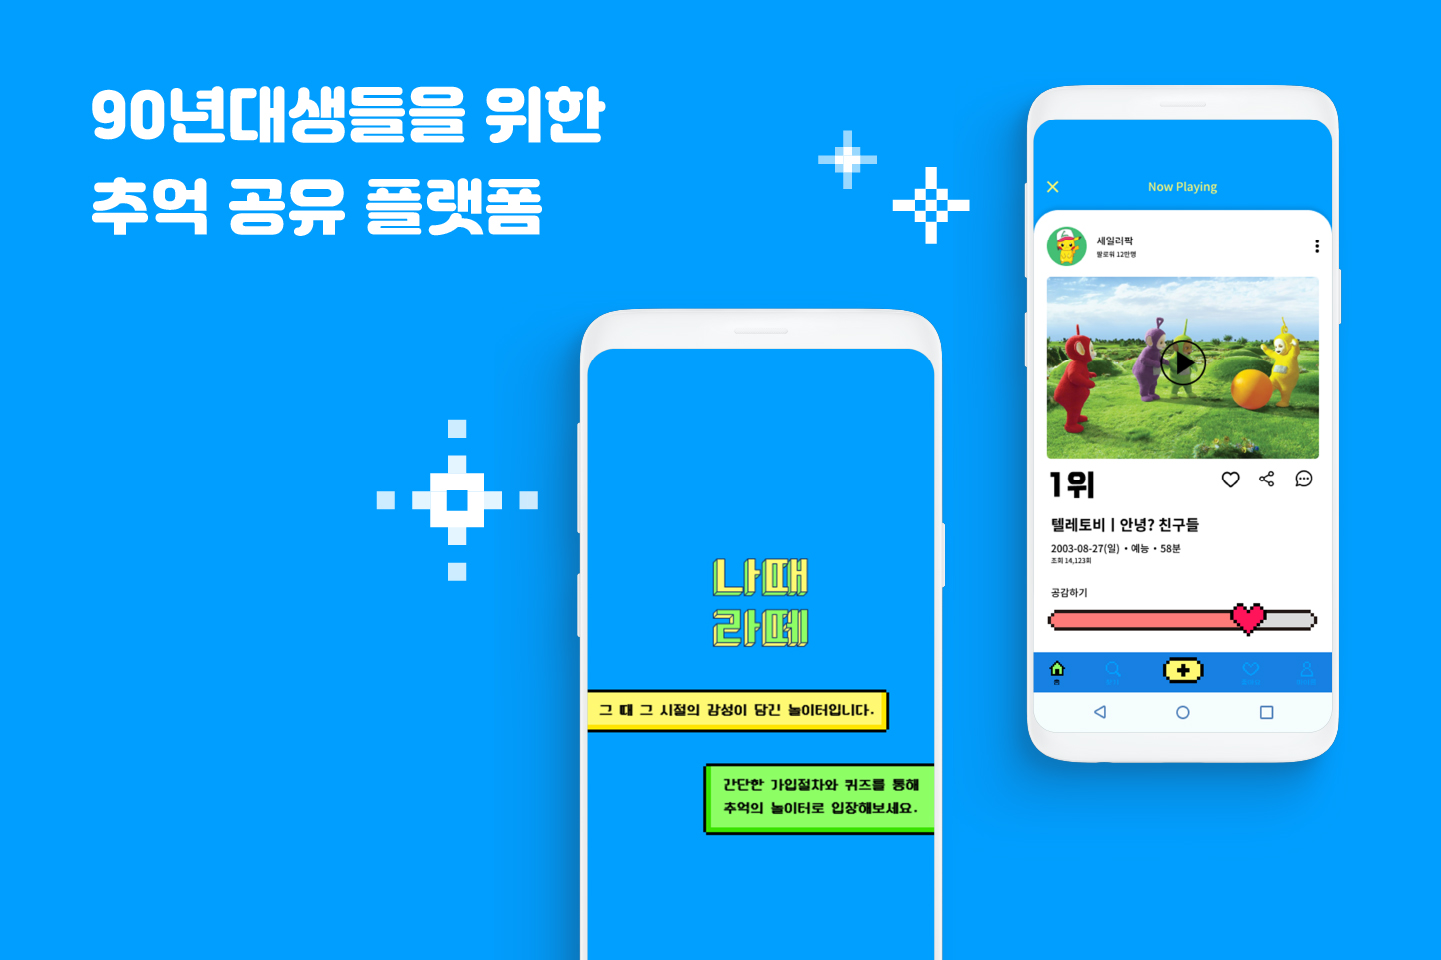 90년대생들을 위한
추억 공유 플랫폼
Now Playing
세일러팍
팔로워 12만명
1위
텔레토비 | 안녕? 친구들
2003-08-27(일) • 예능 • 58분
조회 14,123회
공감하기
홈
나때
라떼
그 때 그 시절의 감성이 담긴 놀이터입니다.
간단한 가입절차와 퀴즈를 통해
추억의 놀이터로 입장해보세요.